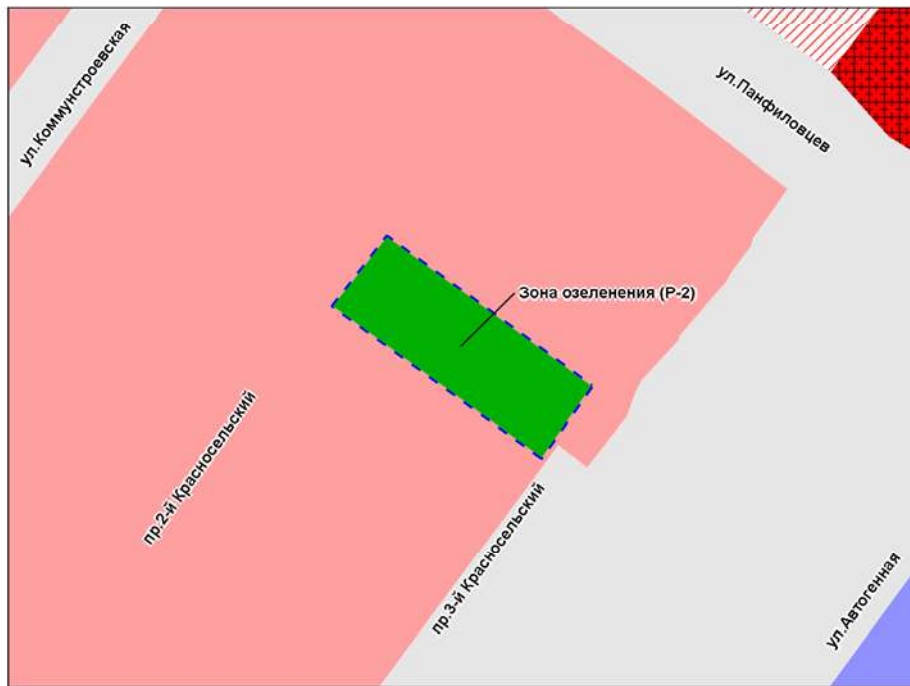 ул.Коммунстроевская
ул.Панфиловцев
Зона озеленения (Р-2)
пр.2-й Красносельский
пр.3-й Красносельский
ул.Автогенная